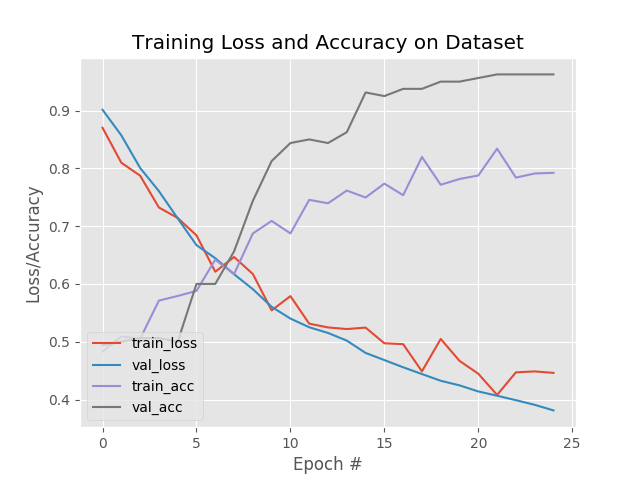 Training Loss and Accuracy on Dataset
Loss/Accuracy
0.9
0.8
0.7
0.6
0.5
0.4
train_loss
val_loss
train_acc
val_acc
0 5 10 15 20 25
Epoch #